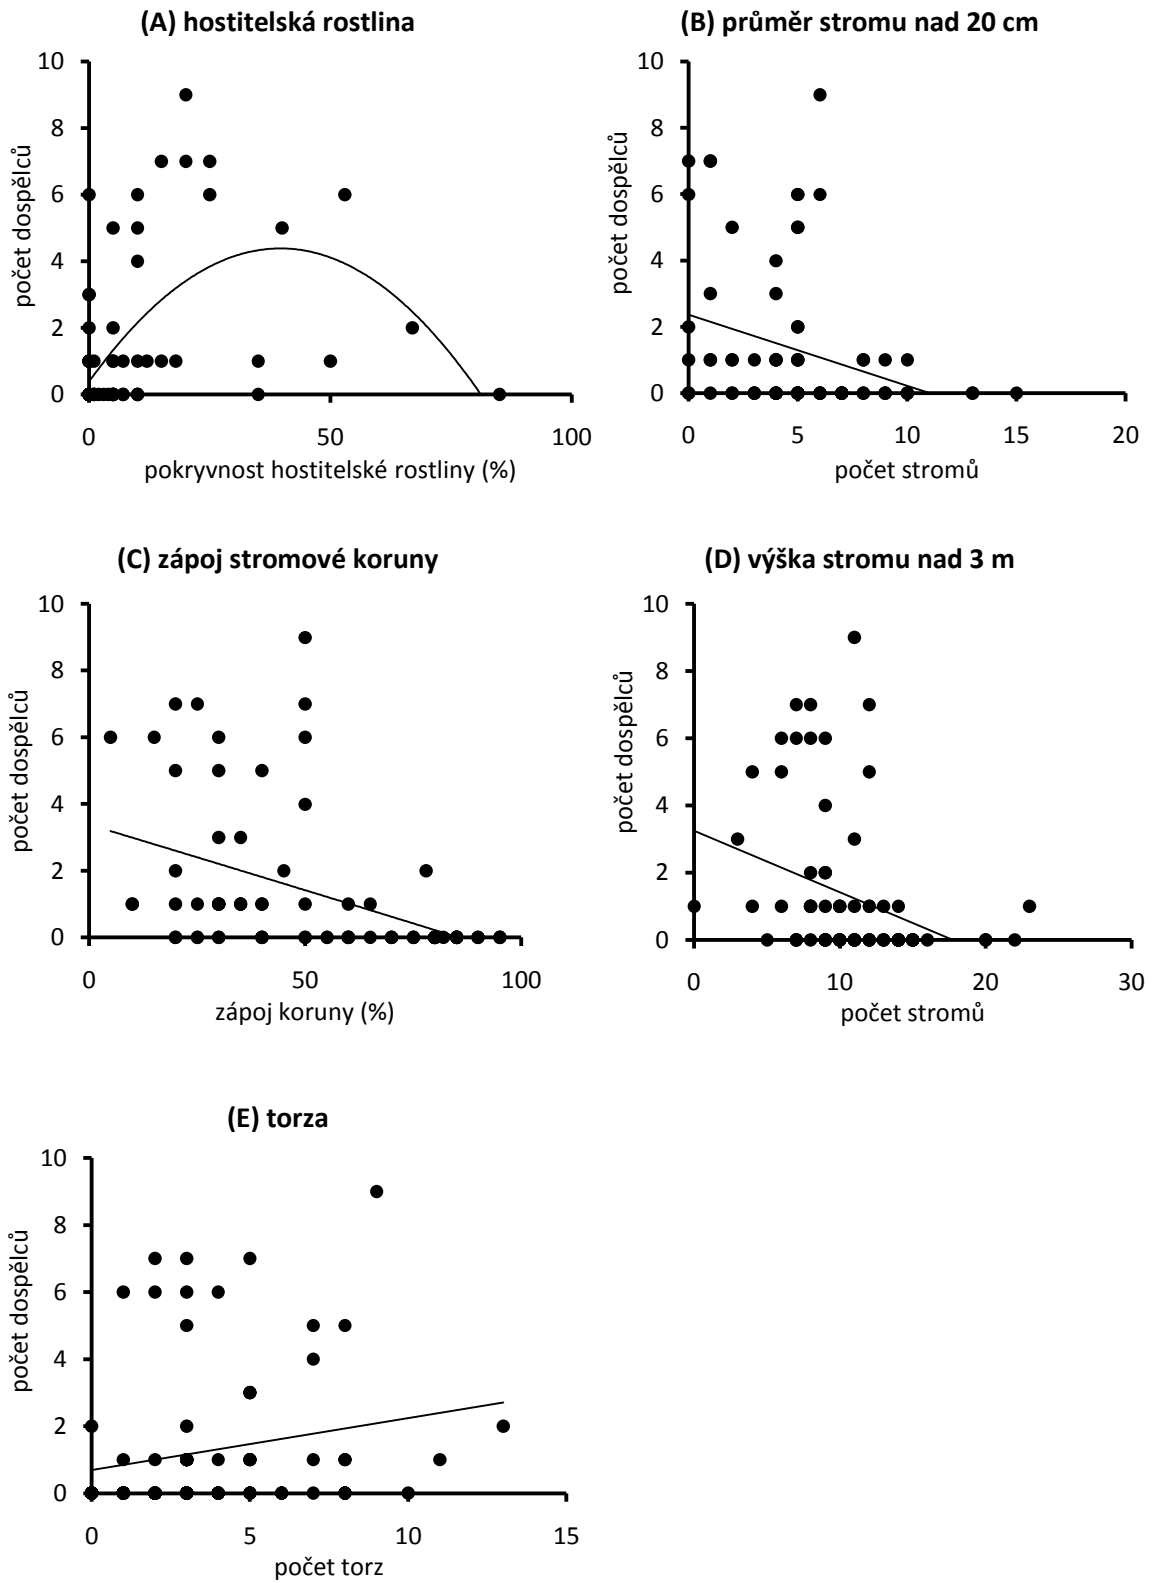 (A) hostitelská rostlina
10
8
6
4
2
0
počet dospělců
0 50 100
pokryvnost hostitelské rostliny (%)
(B) průměr stromu nad 20 cm
10
8
6
4
2
0
počet dospělců
0 5 10 15 20
počet stromů
(C) zápoj stromové koruny
10
8
6
4
2
0
počet dospělců
0 50 100
zápoj koruny (%)
(D) výška stromu nad 3 m
10
8
6
4
2
0
počet dospělců
0 10 20 30
počet stromů
(E) torza
10
8
6
4
2
0
počet dospělců
0 5 10 15
počet torz